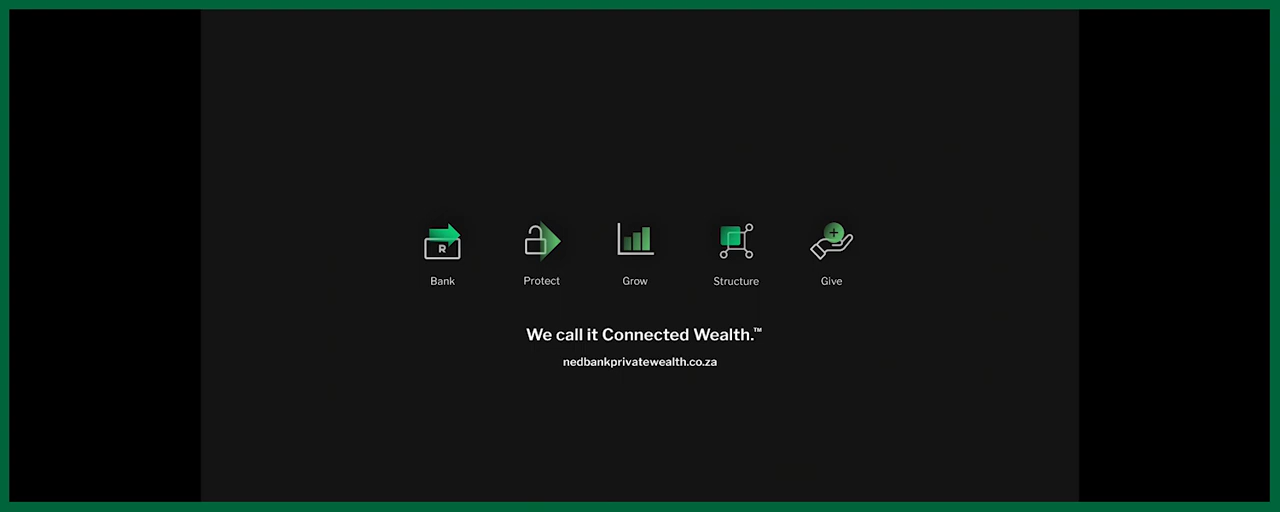 R
Bank
Protect
Grow
Structure
Give
We call it Connected Wealth.™
nedbankprivatewealth.co.za